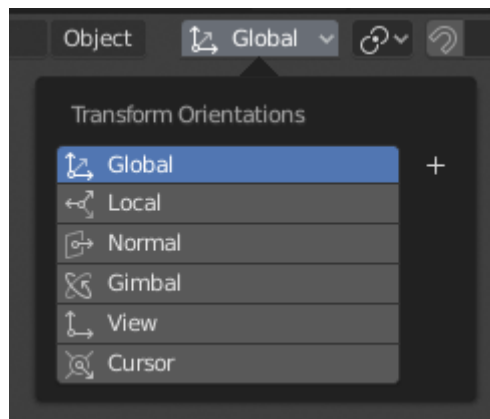 Object Global
Transform Orientations
Global
+
Local
Normal
Gimbal
View
Cursor